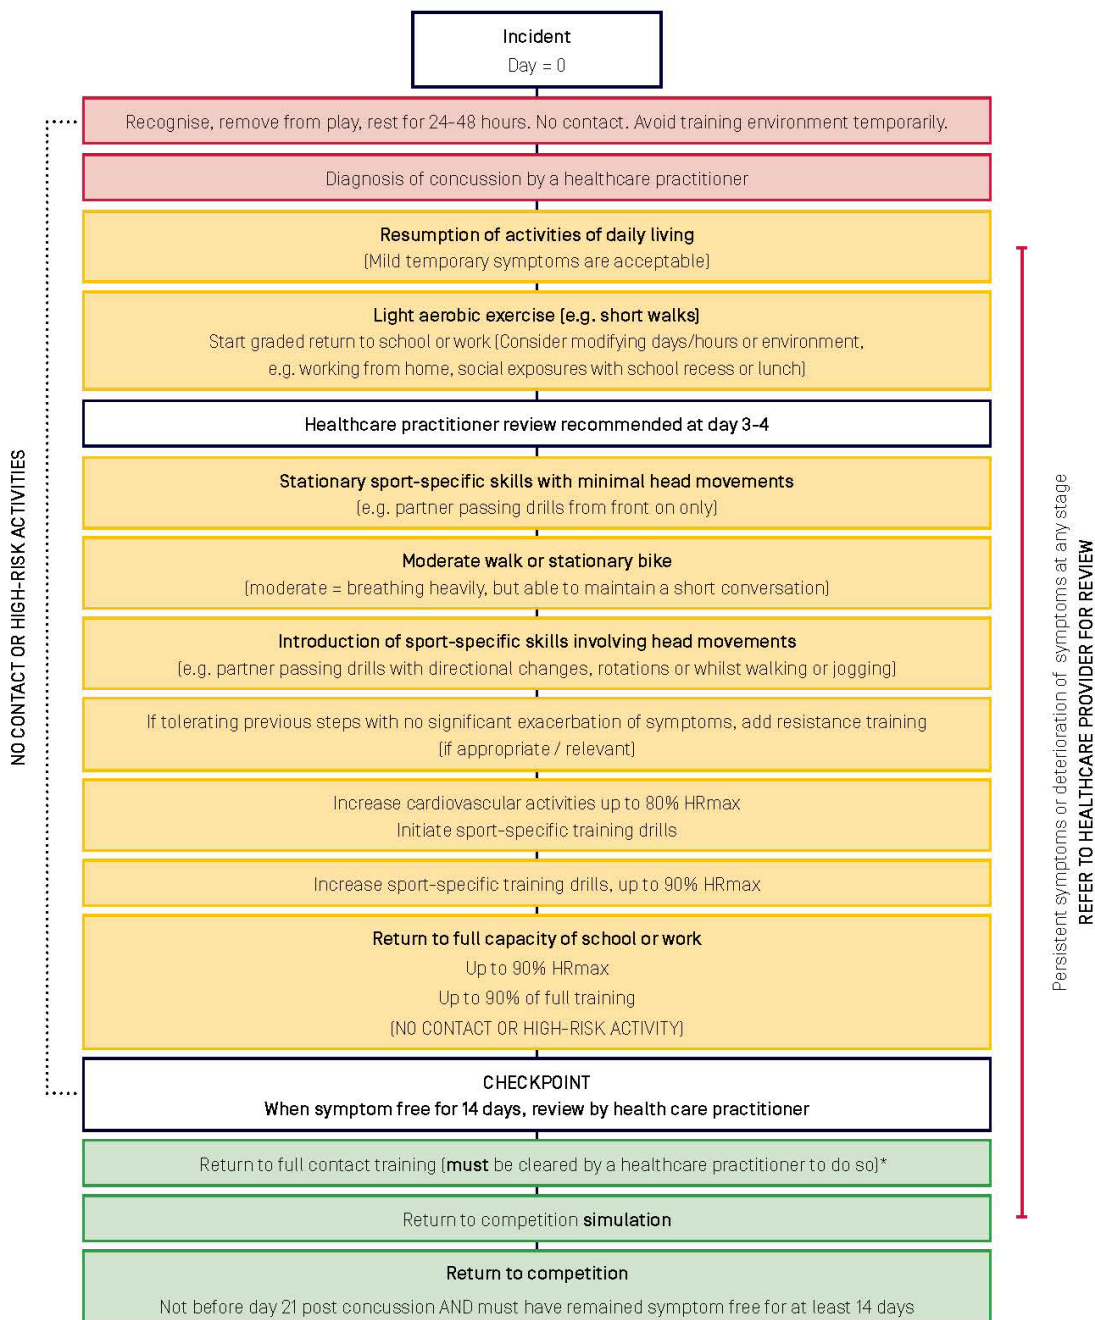 Incident
Day = 0
Recognise, remove from play, rest for 24-48 hours. No contact. Avoid training environment temporarily.
Diagnosis of concussion by a healthcare practitioner
Resumption of activities of daily living
(Mild temporary symptoms are acceptable)
Light aerobic exercise (e.g. short walks)
Start graded return to school or work (Consider modifying days/hours or environment,
e.g. working from home, social exposures with school recess or lunch)
Healthcare practitioner review recommended at day 3-4
Stationary sport-specific skills with minimal head movements
(e.g. partner passing drills from front on only)
Moderate walk or stationary bike
(moderate = breathing heavily, but able to maintain a short conversation)
Introduction of sport-specific skills involving head movements
(e.g. partner passing drills with directional changes, rotations or whilst walking or jogging)
If tolerating previous steps with no significant exacerbation of symptoms, add resistance training
(if appropriate / relevant)
Increase cardiovascular activities up to 80% HRmax
Initiate sport-specific training drills
Increase sport-specific training drills, up to 90% HRmax
Return to full capacity of school or work
Up to 90% HRmax
Up to 90% of full training
(NO CONTACT OR HIGH-RISK ACTIVITY)
CHECKPOINT
When symptom free for 14 days, review by health care practitioner
Return to full contact training (must be cleared by a healthcare practitioner to do so)*
Return to competition simulation
Return to competition
Not before day 21 post concussion AND must have remained symptom free for at least 14 days
NO CONTACT OR HIGH-RISK ACTIVITIES
Persistent symptoms or deterioration of symptoms at any stage
REFER TO HEALTHCARE PROVIDER FOR REVIEW